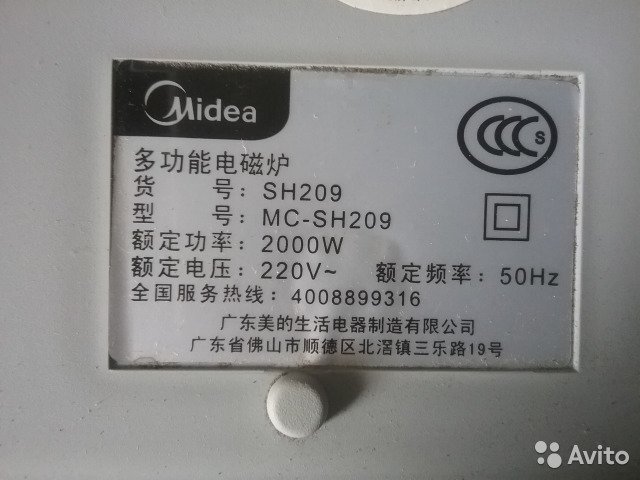 Midea
CCC
S
多功能电磁炉
货 号: SH209
型 号: MC-SH209
额定功率: 2000W
额定电压: 220V~ 额定频率: 50Hz
全国服务热线: 4008899316
广东美的生活电器制造有限公司
广东省佛山市顺德区北滘镇三乐路19号
Avito